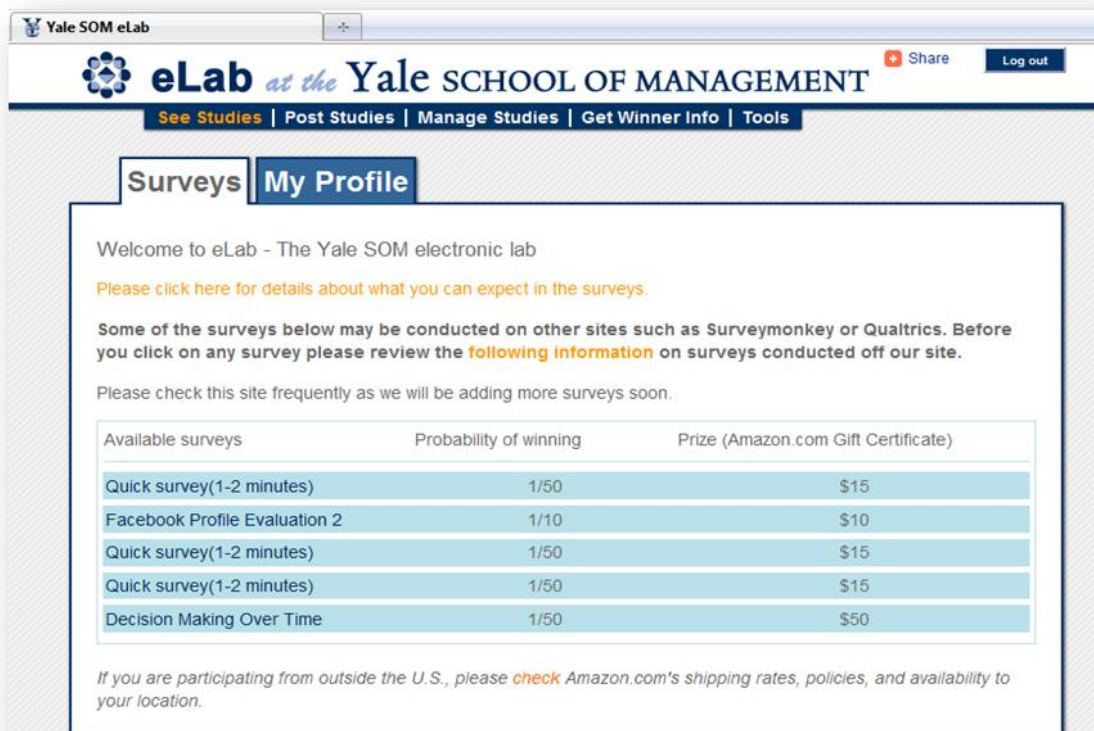 Yale SOM eLab
eLab at the Yale SCHOOL OF MANAGEMENT
Share
Log out
See Studies | Post Studies | Manage Studies | Get Winner Info | Tools
Surveys My Profile
Welcome to eLab - The Yale SOM electronic lab
Please click here for details about what you can expect in the surveys.
Some of the surveys below may be conducted on other sites such as Surveymonkey or Qualtrics. Before
you click on any survey please review the following information on surveys conducted off our site.
Please check this site frequently as we will be adding more surveys soon.
Available surveys Probability of winning Prize (Amazon.com Gift Certificate)
Quick survey(1-2 minutes) 1/50 $15
Facebook Profile Evaluation 2 1/10 $10
Quick survey(1-2 minutes) 1/50 $15
Quick survey(1-2 minutes) 1/50 $15
Decision Making Over Time 1/50 $50
If you are participating from outside the U.S., please check Amazon.com's shipping rates, policies, and availability to
your location.